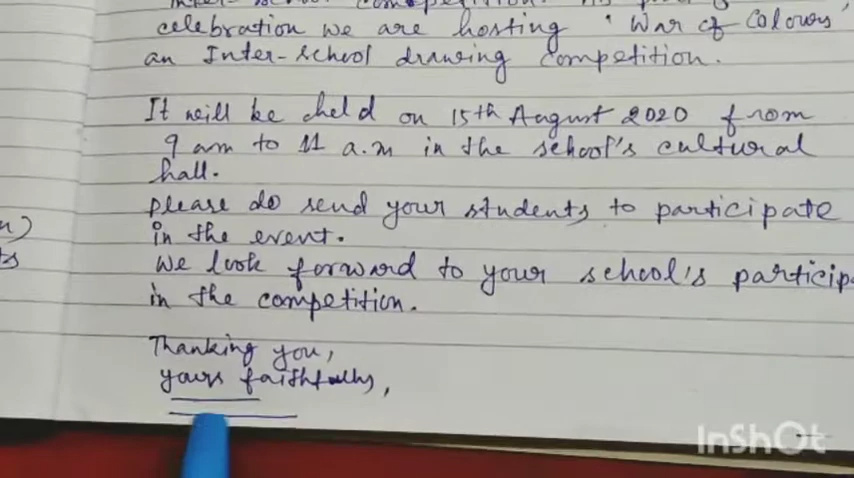 celebration we are hosting 'War of Colours'
an Inter-school drawing competition.
It will be held on 15th August 2020 from
9 am to 11 a.m in the school's cultural
hall.
please do send your students to participate
in the event.
We look forward to your school's particip
in the competition.
Thanking you,
yours faithfully,
InShOt